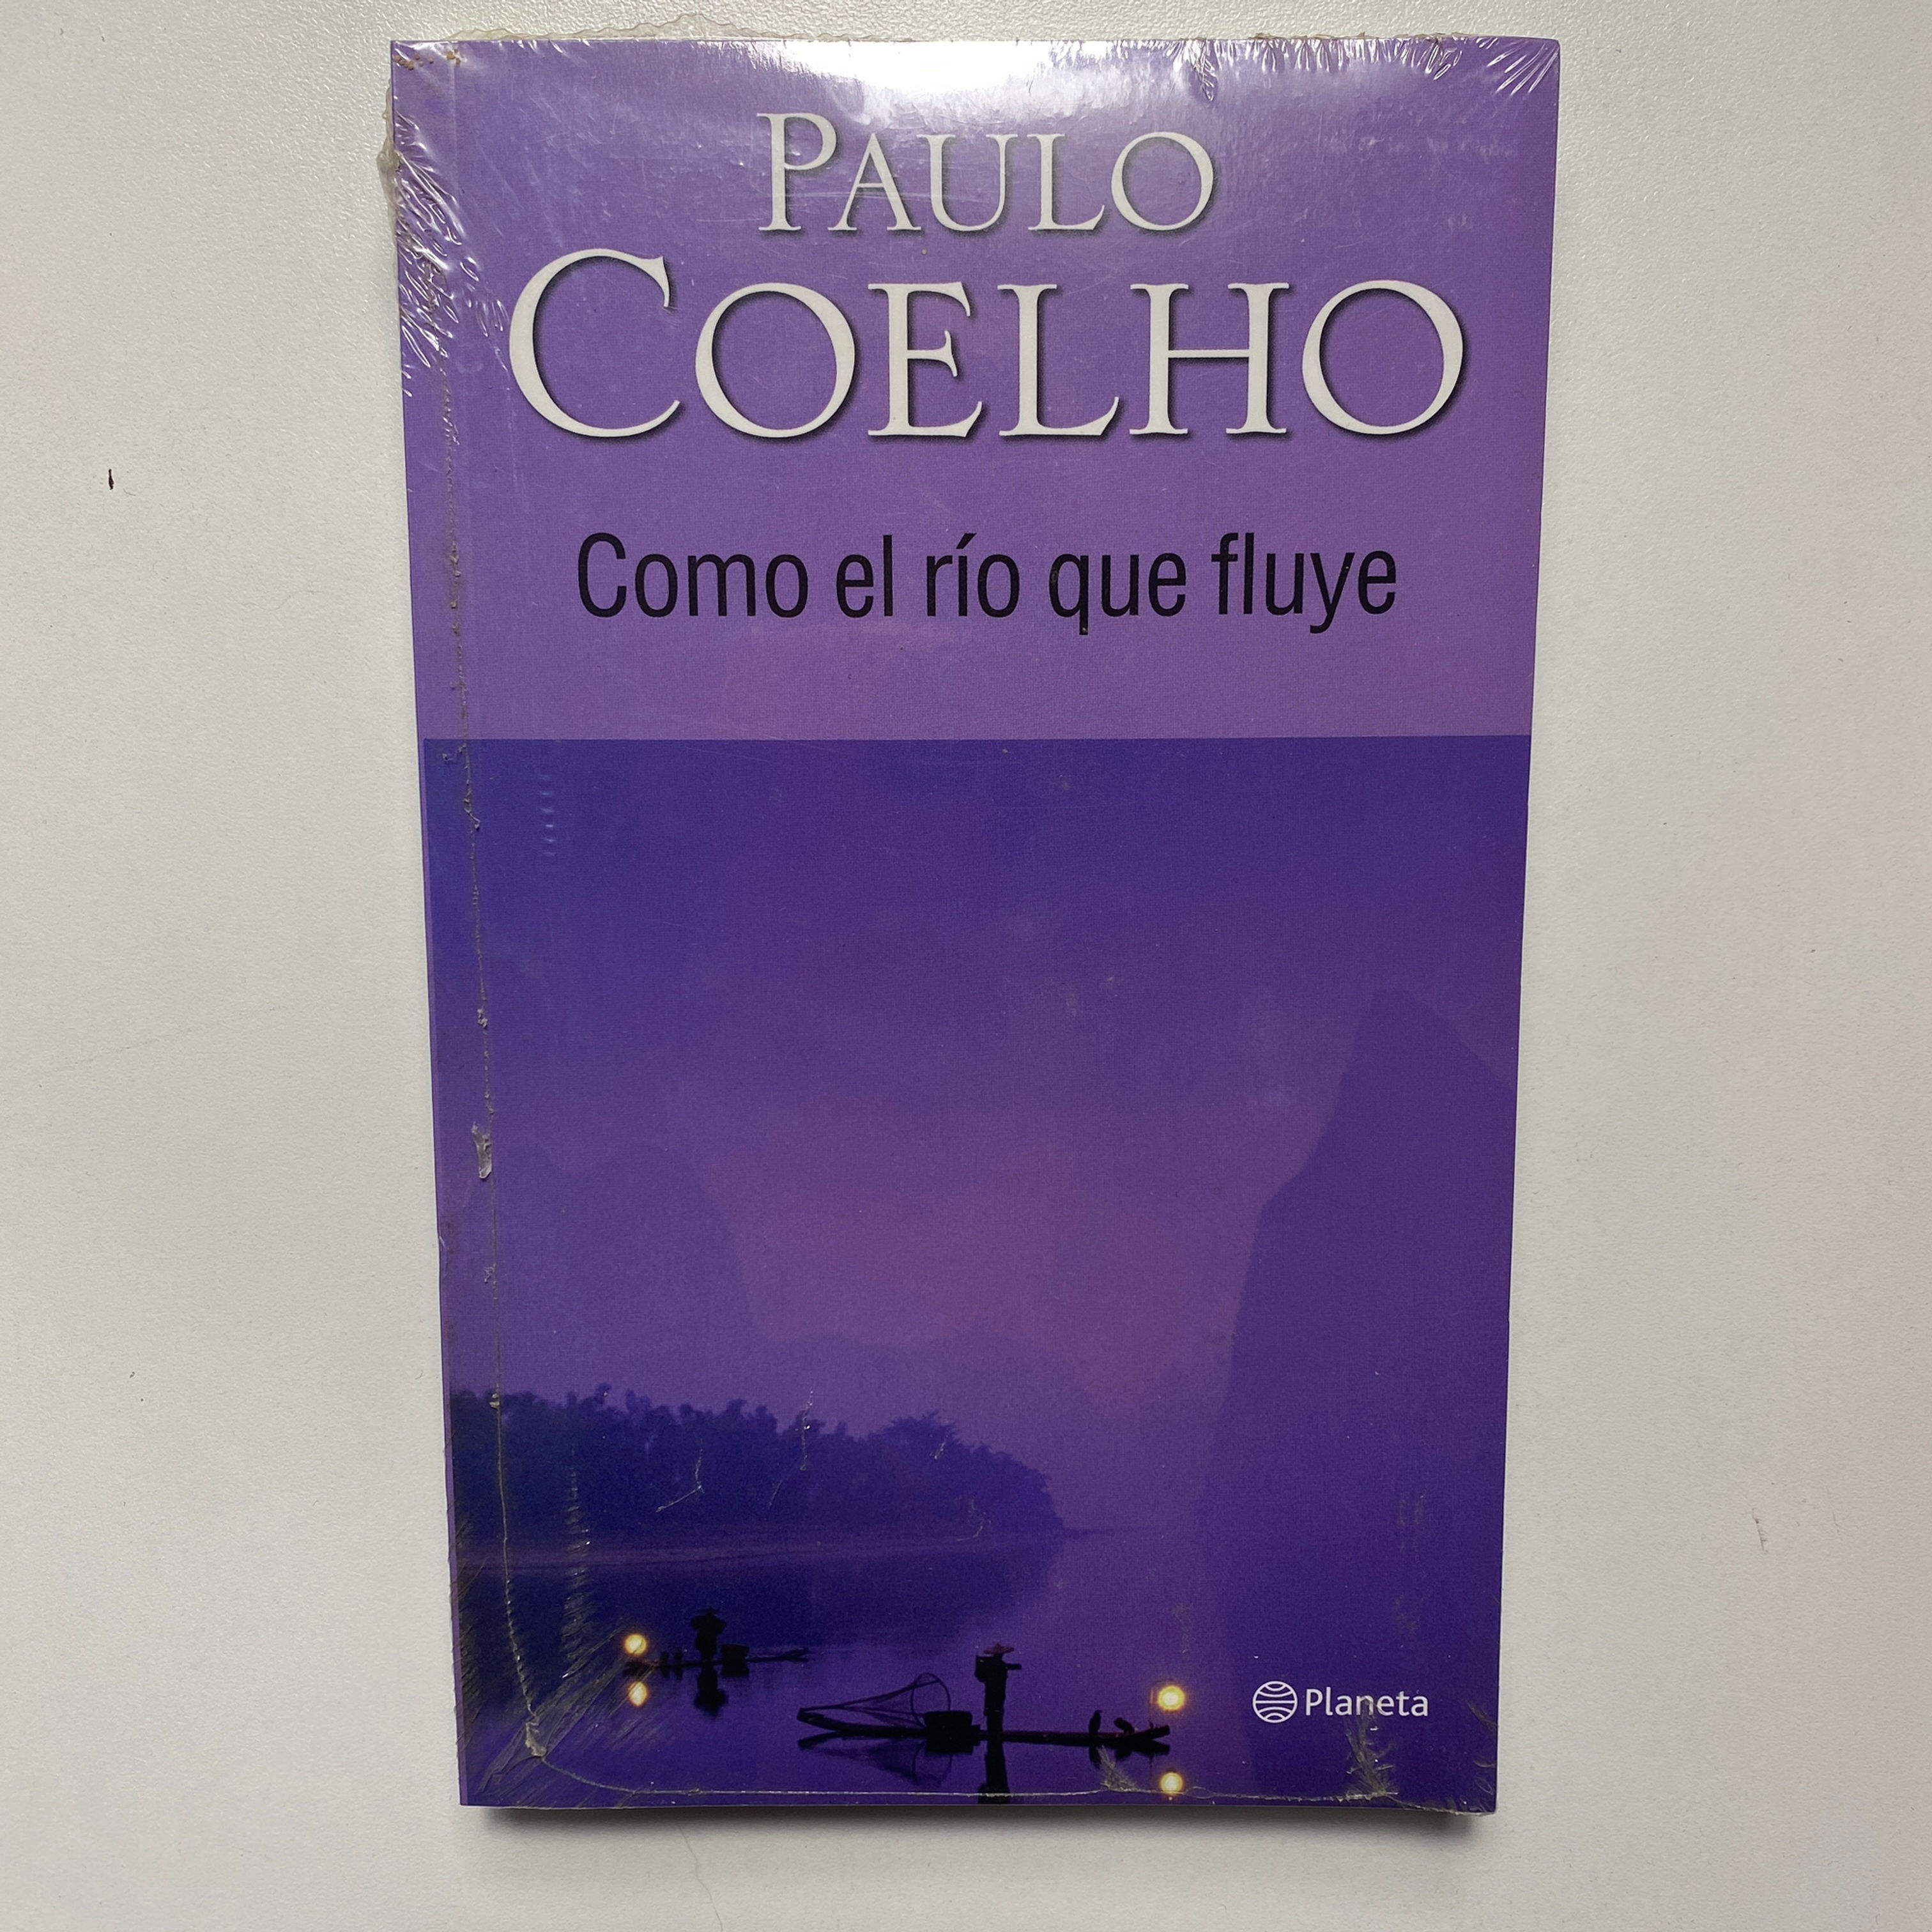 PAULO
COELHO
Como el río que fluye
Planeta